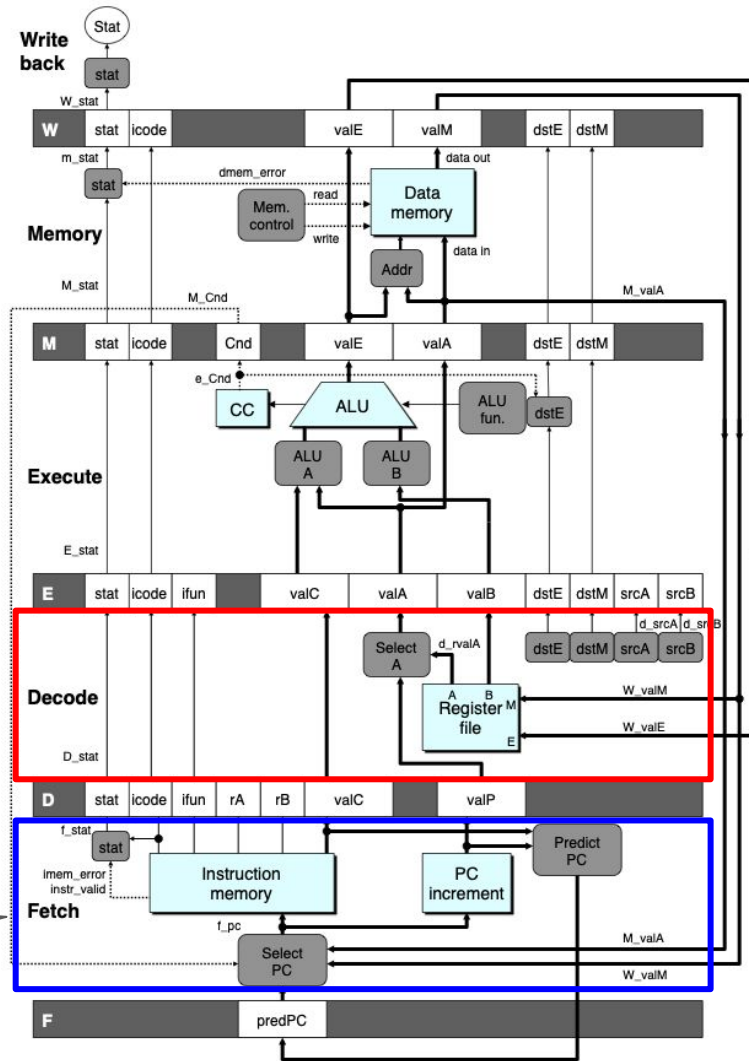 Stat
Write
back
stat
W_stat
W stat icode valE valM dstE dstM
m_stat
data out
dmem_error
stat
read
Data
memory
Mem.
control
Memory
write
data in
Addr
M_stat
M_Cnd
M_valA
M stat icode Cnd valE valA dstE dstM
e_Cnd
CC
ALU
ALU
fun.
dstE
ALU
A
ALU
B
Execute
E_stat
E stat icode ifun valC valA valB dstE dstM srcA srcB
d_srcA d_srcB
Select
A
d_rvalA
dstE dstM srcA srcB
Decode
A B
Register
file
M
E
W_valM
W_valE
D_stat
D stat icode ifun rA rB valC valP
f_stat
stat
Predict
PC
imem_error
instr_valid
Instruction
memory
PC
increment
Fetch
f_pc
Select
PC
M_valA
W_valM
F predPC